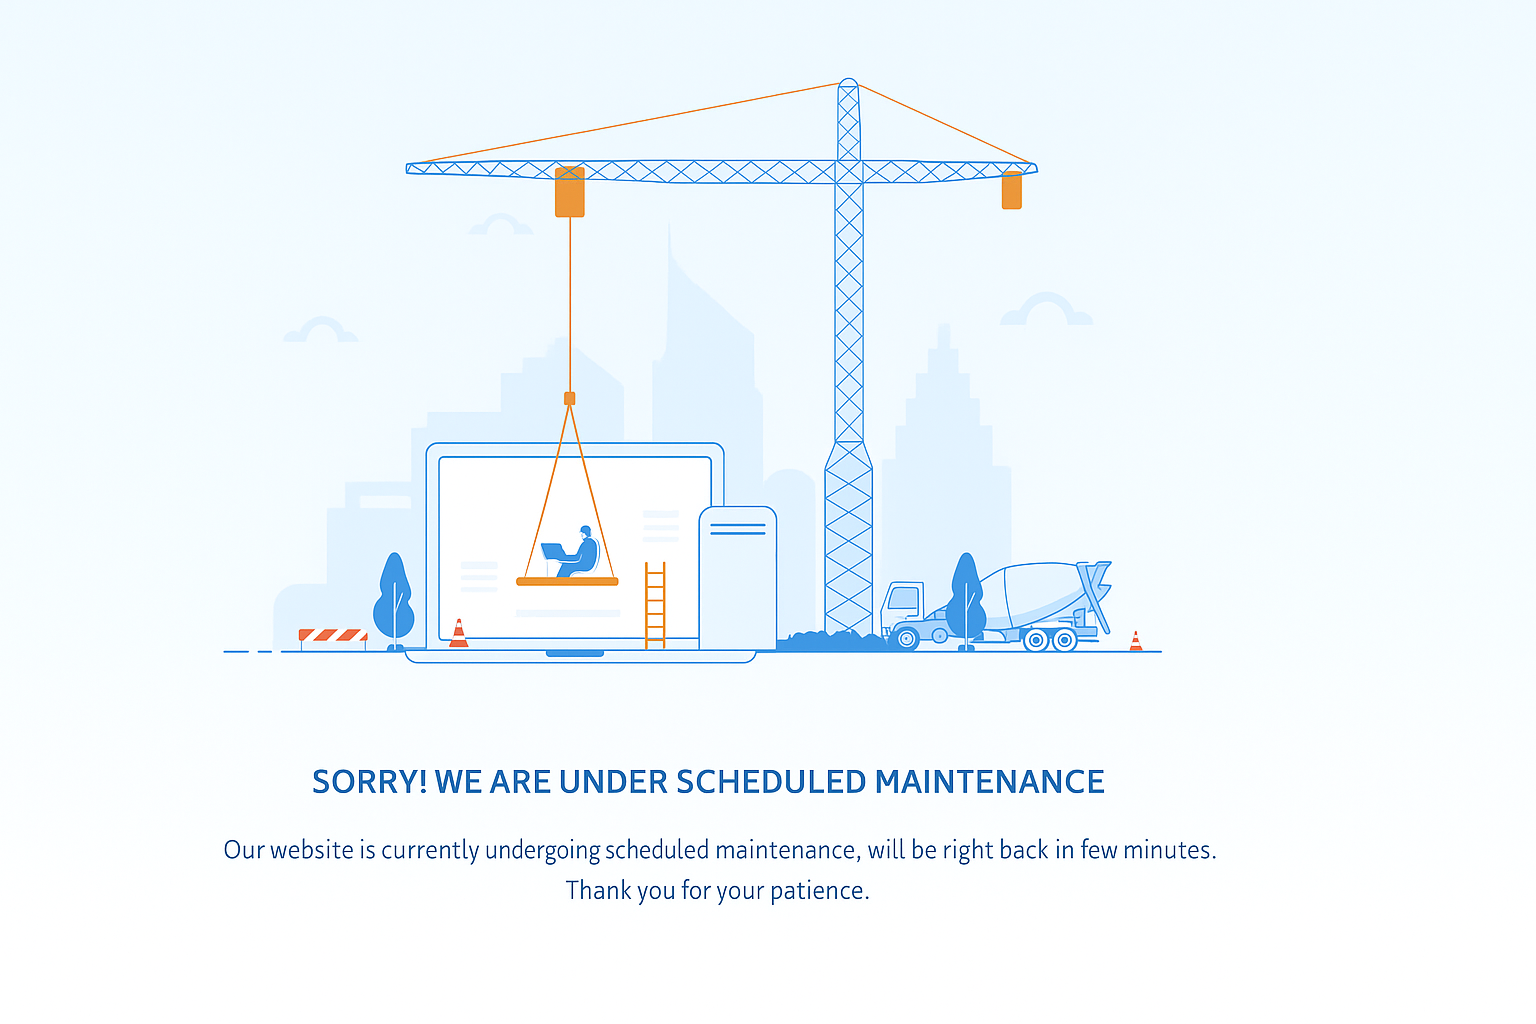 SORRY! WE ARE UNDER SCHEDULED MAINTENANCE
Our website is currently undergoing scheduled maintenance, will be right back in few minutes.
Thank you for your patience.